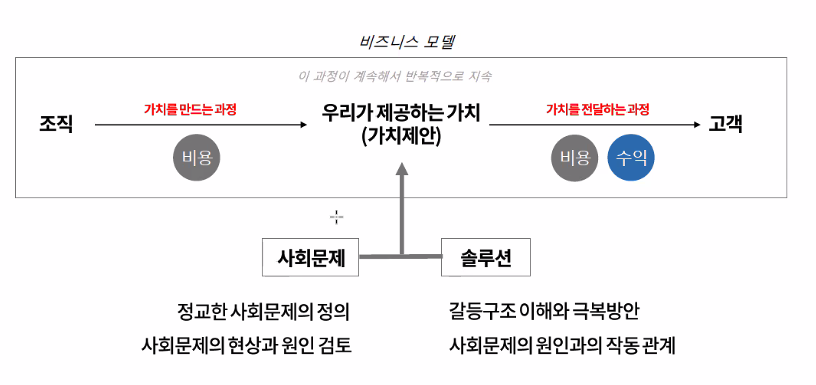 비즈니스 모델
이 과정이 계속해서 반복적으로 지속
조직
가치를 만드는 과정
비용
우리가 제공하는 가치
(가치제안)
가치를 전달하는 과정
비용
수익
고객
사회문제
솔루션
정교한 사회문제의 정의
사회문제의 현상과 원인 검토
갈등구조 이해와 극복방안
사회문제의 원인과의 작동 관계